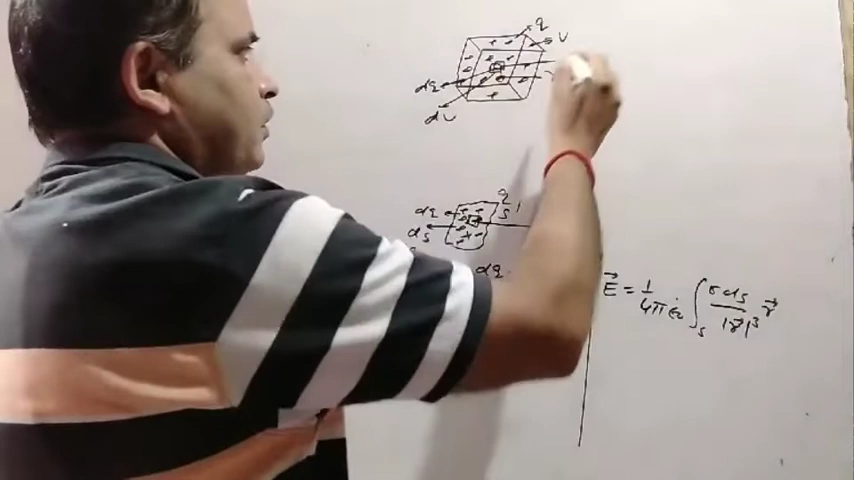 q
V
dq
dV
q
dq
s'
ds
dq
E⃗ = 1/4πε₀ ∫ₛ σ ds/|r⃗|³ r⃗